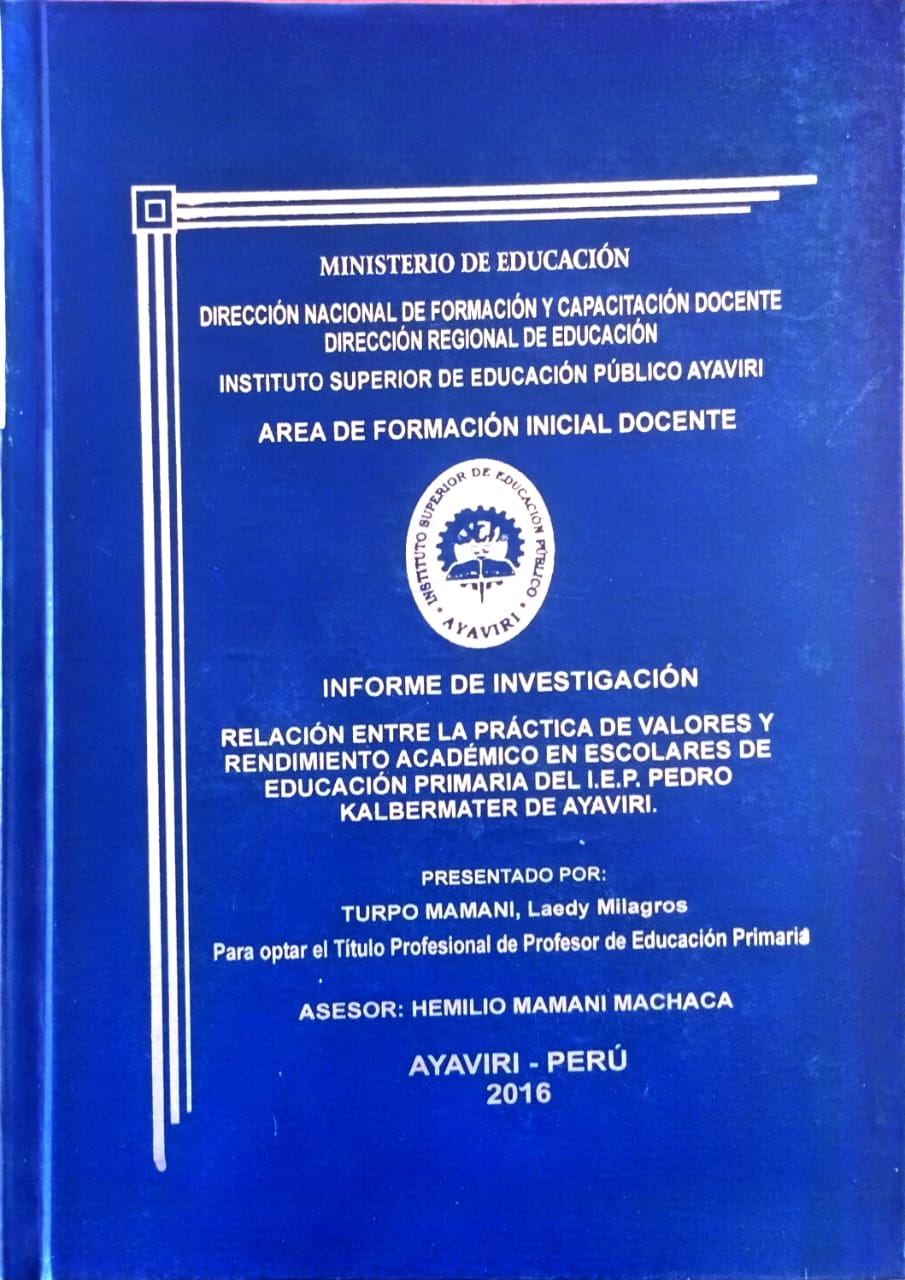 MINISTERIO DE EDUCACIÓN
DIRECCIÓN NACIONAL DE FORMACIÓN Y CAPACITACIÓN DOCENTE
DIRECCIÓN REGIONAL DE EDUCACIÓN
INSTITUTO SUPERIOR DE EDUCACIÓN PÚBLICO AYAVIRI
AREA DE FORMACIÓN INICIAL DOCENTE
INSTITUTO SUPERIOR DE EDUCACIÓN PÚBLICO
AYAVIRI
INFORME DE INVESTIGACIÓN
RELACIÓN ENTRE LA PRÁCTICA DE VALORES Y
RENDIMIENTO ACADÉMICO EN ESCOLARES DE
EDUCACIÓN PRIMARIA DEL I.E.P. PEDRO
KALBERMATER DE AYAVIRI.
PRESENTADO POR:
TURPO MAMANI, Laedy Milagros
Para optar el Título Profesional de Profesor de Educación Primaria
ASESOR: HEMILIO MAMANI MACHACA
AYAVIRI - PERÚ
2016